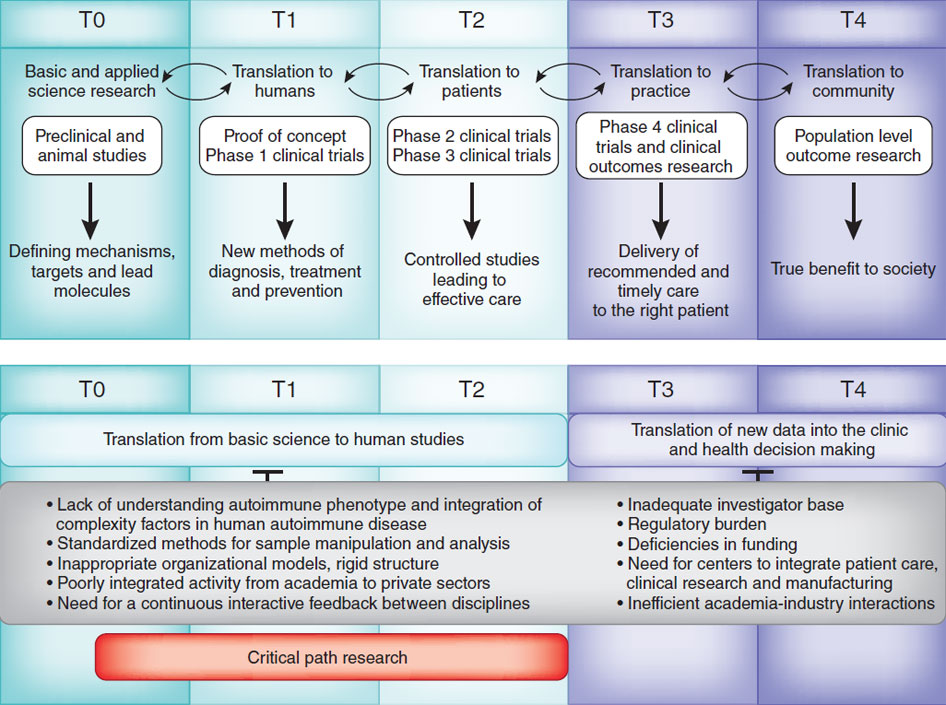 T0
T1
T2
T3
T4
Basic and applied
science research
Translation to
humans
Translation to
patients
Translation to
practice
Translation to
community
Preclinical and
animal studies
Proof of concept
Phase 1 clinical trials
Phase 2 clinical trials
Phase 3 clinical trials
Phase 4 clinical
trials and clinical
outcomes research
Population level
outcome research
Defining mechanisms,
targets and lead
molecules
New methods of
diagnosis, treatment
and prevention
Controlled studies
leading to
effective care
Delivery of
recommended and
timely care
to the right patient
True benefit to society
T0
T1
T2
T3
T4
Translation from basic science to human studies
Translation of new data into the clinic
and health decision making
• Lack of understanding autoimmune phenotype and integration of
complexity factors in human autoimmune disease
• Standardized methods for sample manipulation and analysis
• Inappropriate organizational models, rigid structure
• Poorly integrated activity from academia to private sectors
• Need for a continuous interactive feedback between disciplines
• Inadequate investigator base
• Regulatory burden
• Deficiencies in funding
• Need for centers to integrate patient care,
clinical research and manufacturing
• Inefficient academia-industry interactions
Critical path research